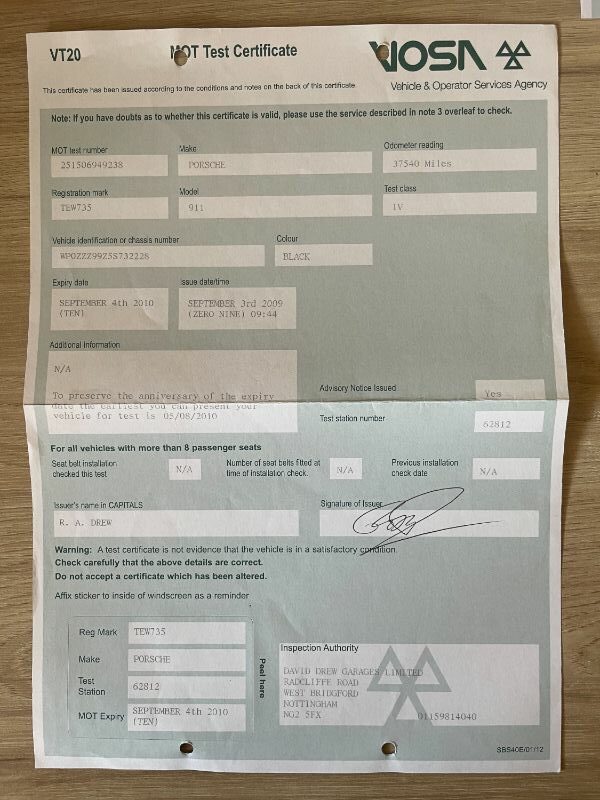 VT20
MOT Test Certificate
VOSA
Vehicle & Operator Services Agency
This certificate has been issued according to the conditions and notes on the back of this certificate
Note: If you have doubts as to whether this certificate is valid, please use the service described in note 3 overleaf to check.
MOT test number
Make
Odometer reading
251506949238
PORSCHE
37540 Miles
Registration mark
Model
Test class
TEW735
911
IV
Vehicle identification or chassis number
Colour
WPOZZZ99Z5S732228
BLACK
Expiry date
Issue date/time
SEPTEMBER 4th 2010
(TEN)
SEPTEMBER 3rd 2009
(ZERO NINE) 09:44
Additional information
N/A
To preserve the anniversary of the expiry
date the earliest you can present your
vehicle for test is 05/08/2010
Advisory Notice Issued
Yes
Test station number
62812
For all vehicles with more than 8 passenger seats
Seat belt installation
checked this test
N/A
Number of seat belts fitted at
time of installation check.
N/A
Previous installation
check date
N/A
Issuer's name in CAPITALS
Signature of Issuer
R. A. DREW
Warning: A test certificate is not evidence that the vehicle is in a satisfactory condition.
Check carefully that the above details are correct.
Do not accept a certificate which has been altered.
Affix sticker to inside of windscreen as a reminder
Reg Mark
TEW735
Make
PORSCHE
Test
Station
62812
MOT Expiry
SEPTEMBER 4th 2010
(TEN)
Peel here
Inspection Authority
DAVID DREW GARAGES LIMITED
RADCLIFFE ROAD
WEST BRIDGFORD
NOTTINGHAM
NG2 5FX
01159814040
SBS40E/01/12